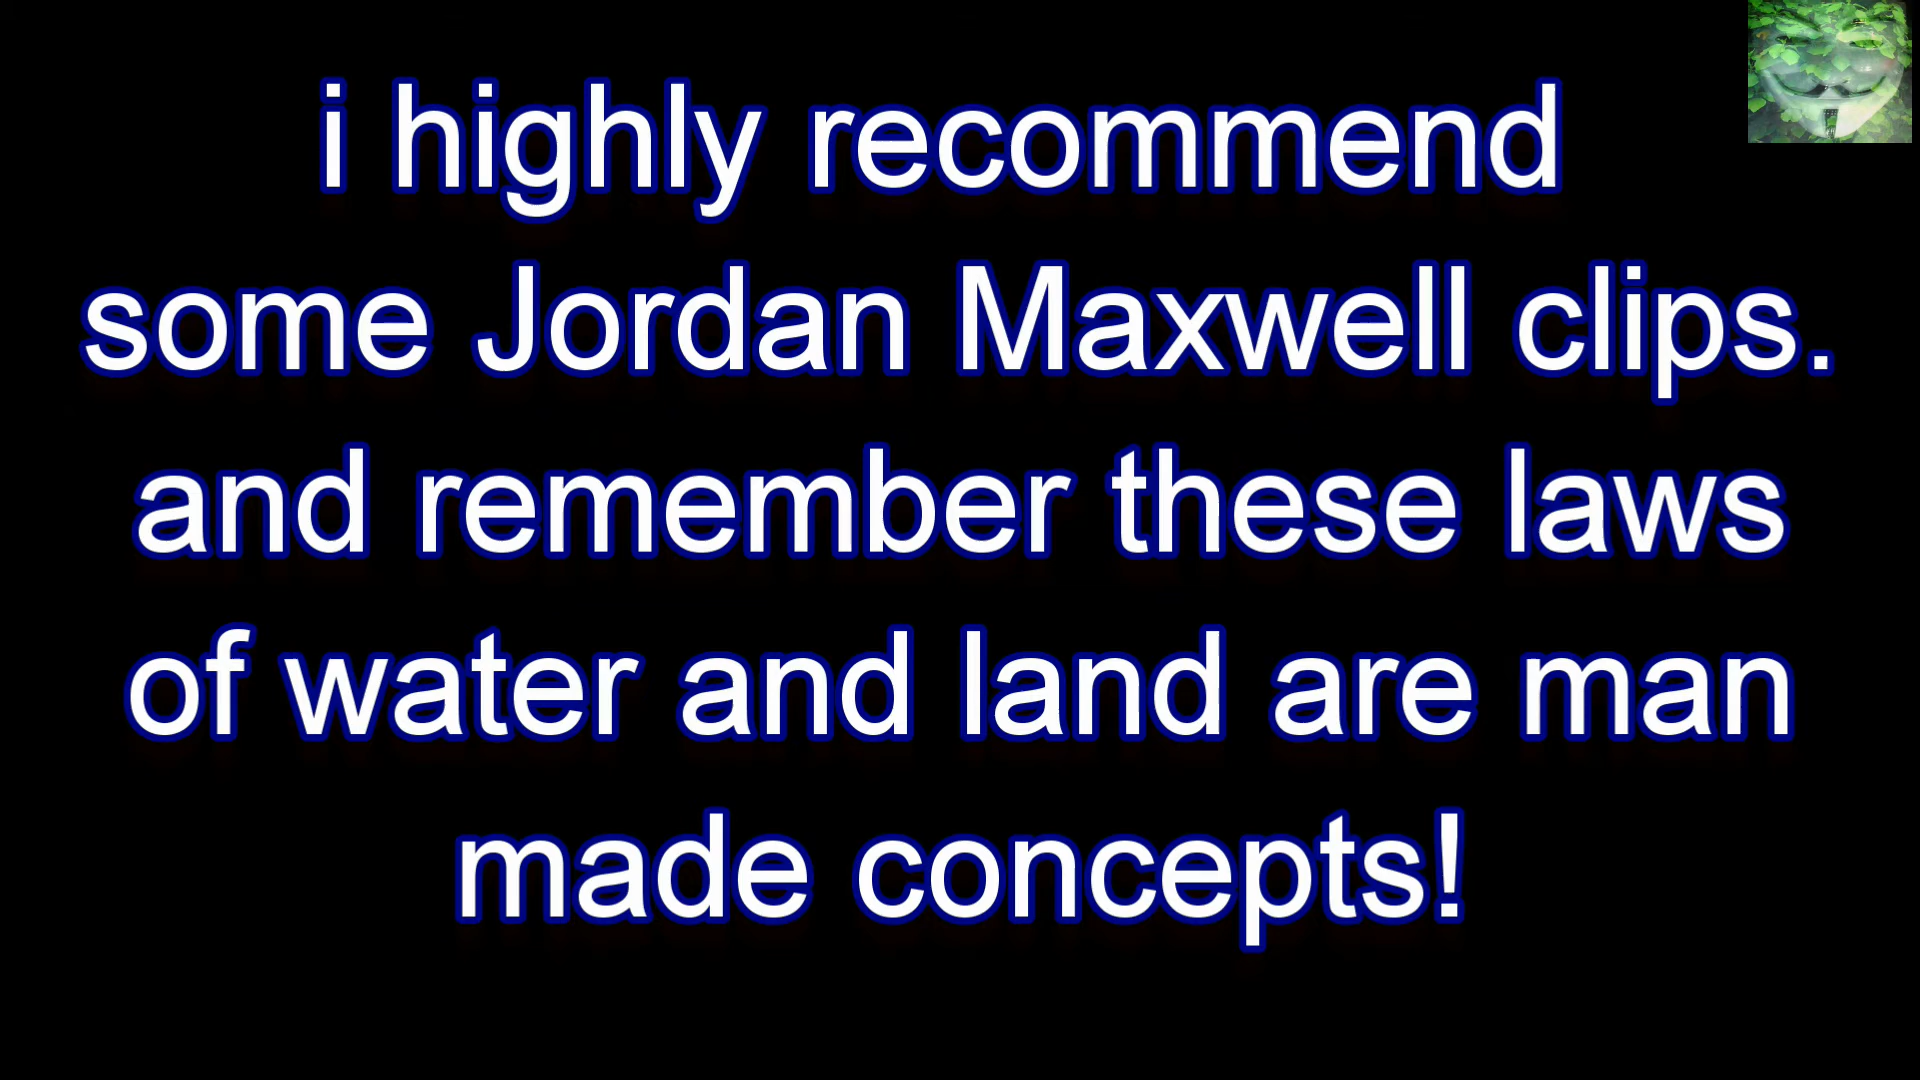 i highly recommend
some Jordan Maxwell clips.
and remember these laws
of water and land are man
made concepts!